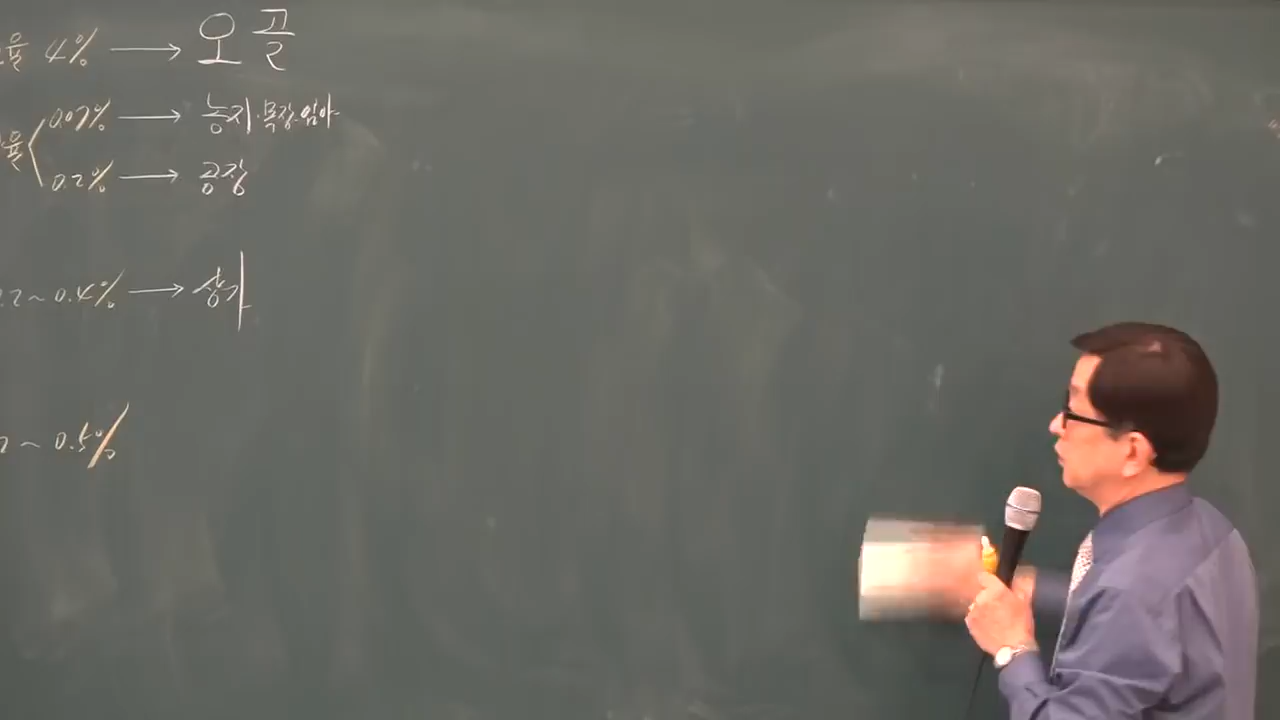 율 4% → 오 골
율 0.07% → 농지·목장·임야
0.2% → 공장
0.2 ~ 0.4% → 상가
~ 0.5%